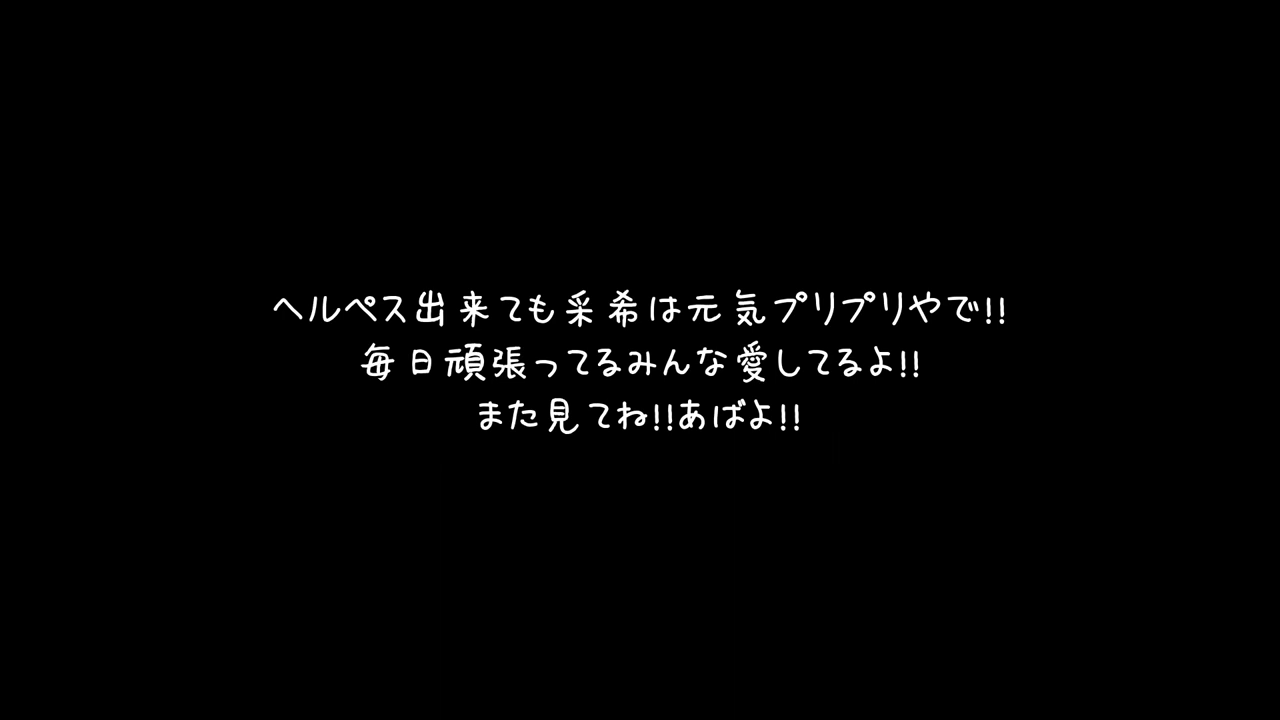 ヘルペス出来ても采希は元気プリプリやで!!
毎日頑張ってるみんな愛してるよ!!
また見てね!!あばよ!!